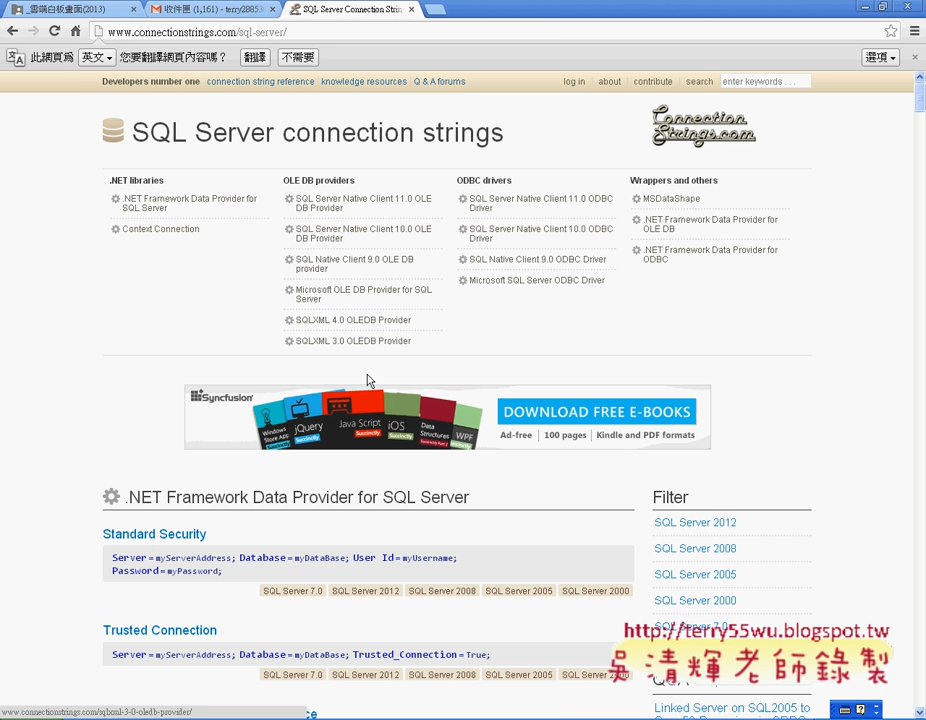 _雲端白板畫面(2013)
收件匣 (1,161) - terry2885
SQL Server Connection Strin
www.connectionstrings.com/sql-server/
此網頁為 英文 您要翻譯網頁內容嗎？ 翻譯 不需要 選項
Developers number one connection string reference knowledge resources Q & A forums log in about contribute search enter keywords . . .
SQL Server connection strings
Connection
Strings.com
.NET libraries
.NET Framework Data Provider for
SQL Server
Context Connection
OLE DB providers
SQL Server Native Client 11.0 OLE
DB Provider
SQL Server Native Client 10.0 OLE
DB Provider
SQL Native Client 9.0 OLE DB
provider
Microsoft OLE DB Provider for SQL
Server
SQLXML 4.0 OLEDB Provider
SQLXML 3.0 OLEDB Provider
ODBC drivers
SQL Server Native Client 11.0 ODBC
Driver
SQL Server Native Client 10.0 ODBC
Driver
SQL Native Client 9.0 ODBC Driver
Microsoft SQL Server ODBC Driver
Wrappers and others
MSDataShape
.NET Framework Data Provider for
OLE DB
.NET Framework Data Provider for
ODBC
Syncfusion
Windows
Store App
Succinctly
jQuery
Succinctly
Java Script
Succinctly
iOS
Succinctly
Data
Structures
WPF
DOWNLOAD FREE E-BOOKS
Ad-free 100 pages Kindle and PDF formats
.NET Framework Data Provider for SQL Server
Standard Security
Server=myServerAddress; Database=myDataBase; User Id=myUsername;
Password=myPassword;
SQL Server 7.0 SQL Server 2012 SQL Server 2008 SQL Server 2005 SQL Server 2000
Trusted Connection
Server=myServerAddress; Database=myDataBase; Trusted_Connection=True;
SQL Server 7.0 SQL Server 2012 SQL Server 2008 SQL Server 2005
Filter
SQL Server 2012
SQL Server 2008
SQL Server 2005
SQL Server 2000
SQL Server 7.0
http://terry55wu.blogspot.tw
吳清輝老師錄製
Linked Server on SQL2005 to
www.connectionstrings.com/sqlxml-3-0-oledb-provider/